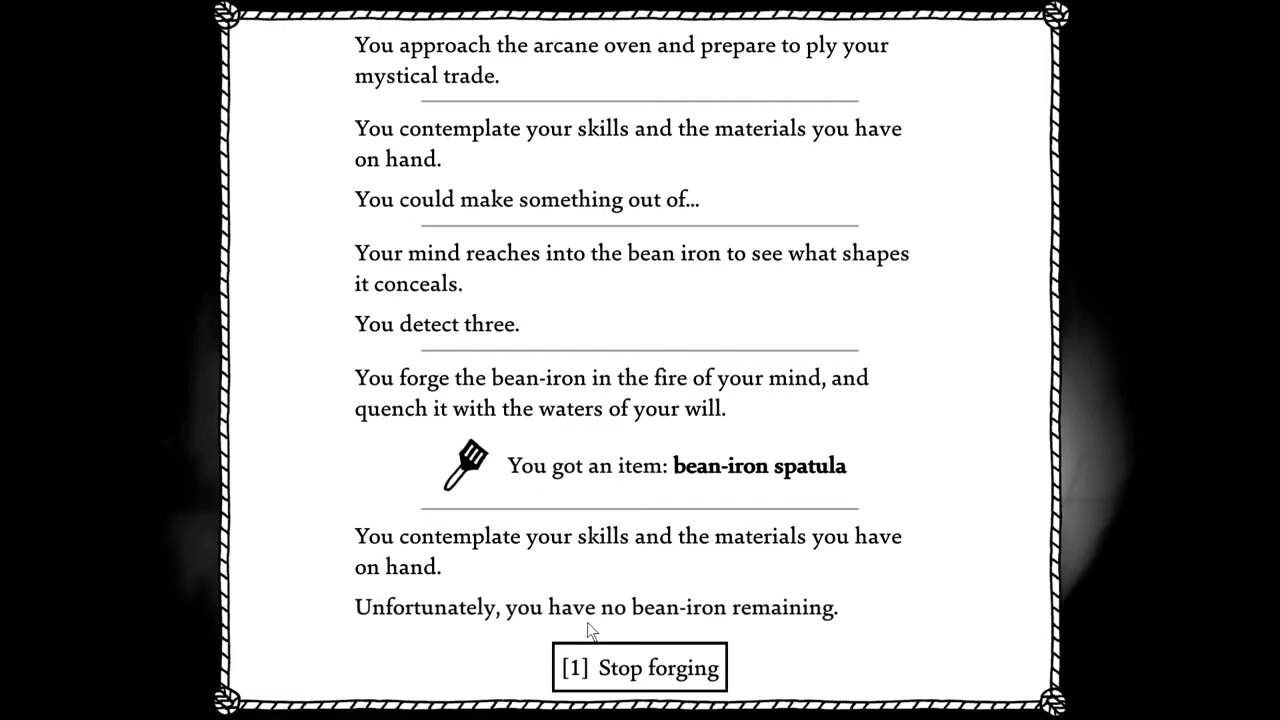 You approach the arcane oven and prepare to ply your
mystical trade.
You contemplate your skills and the materials you have
on hand.
You could make something out of...
Your mind reaches into the bean iron to see what shapes
it conceals.
You detect three.
You forge the bean-iron in the fire of your mind, and
quench it with the waters of your will.
You got an item: bean-iron spatula
You contemplate your skills and the materials you have
on hand.
Unfortunately, you have no bean-iron remaining.
[1] Stop forging